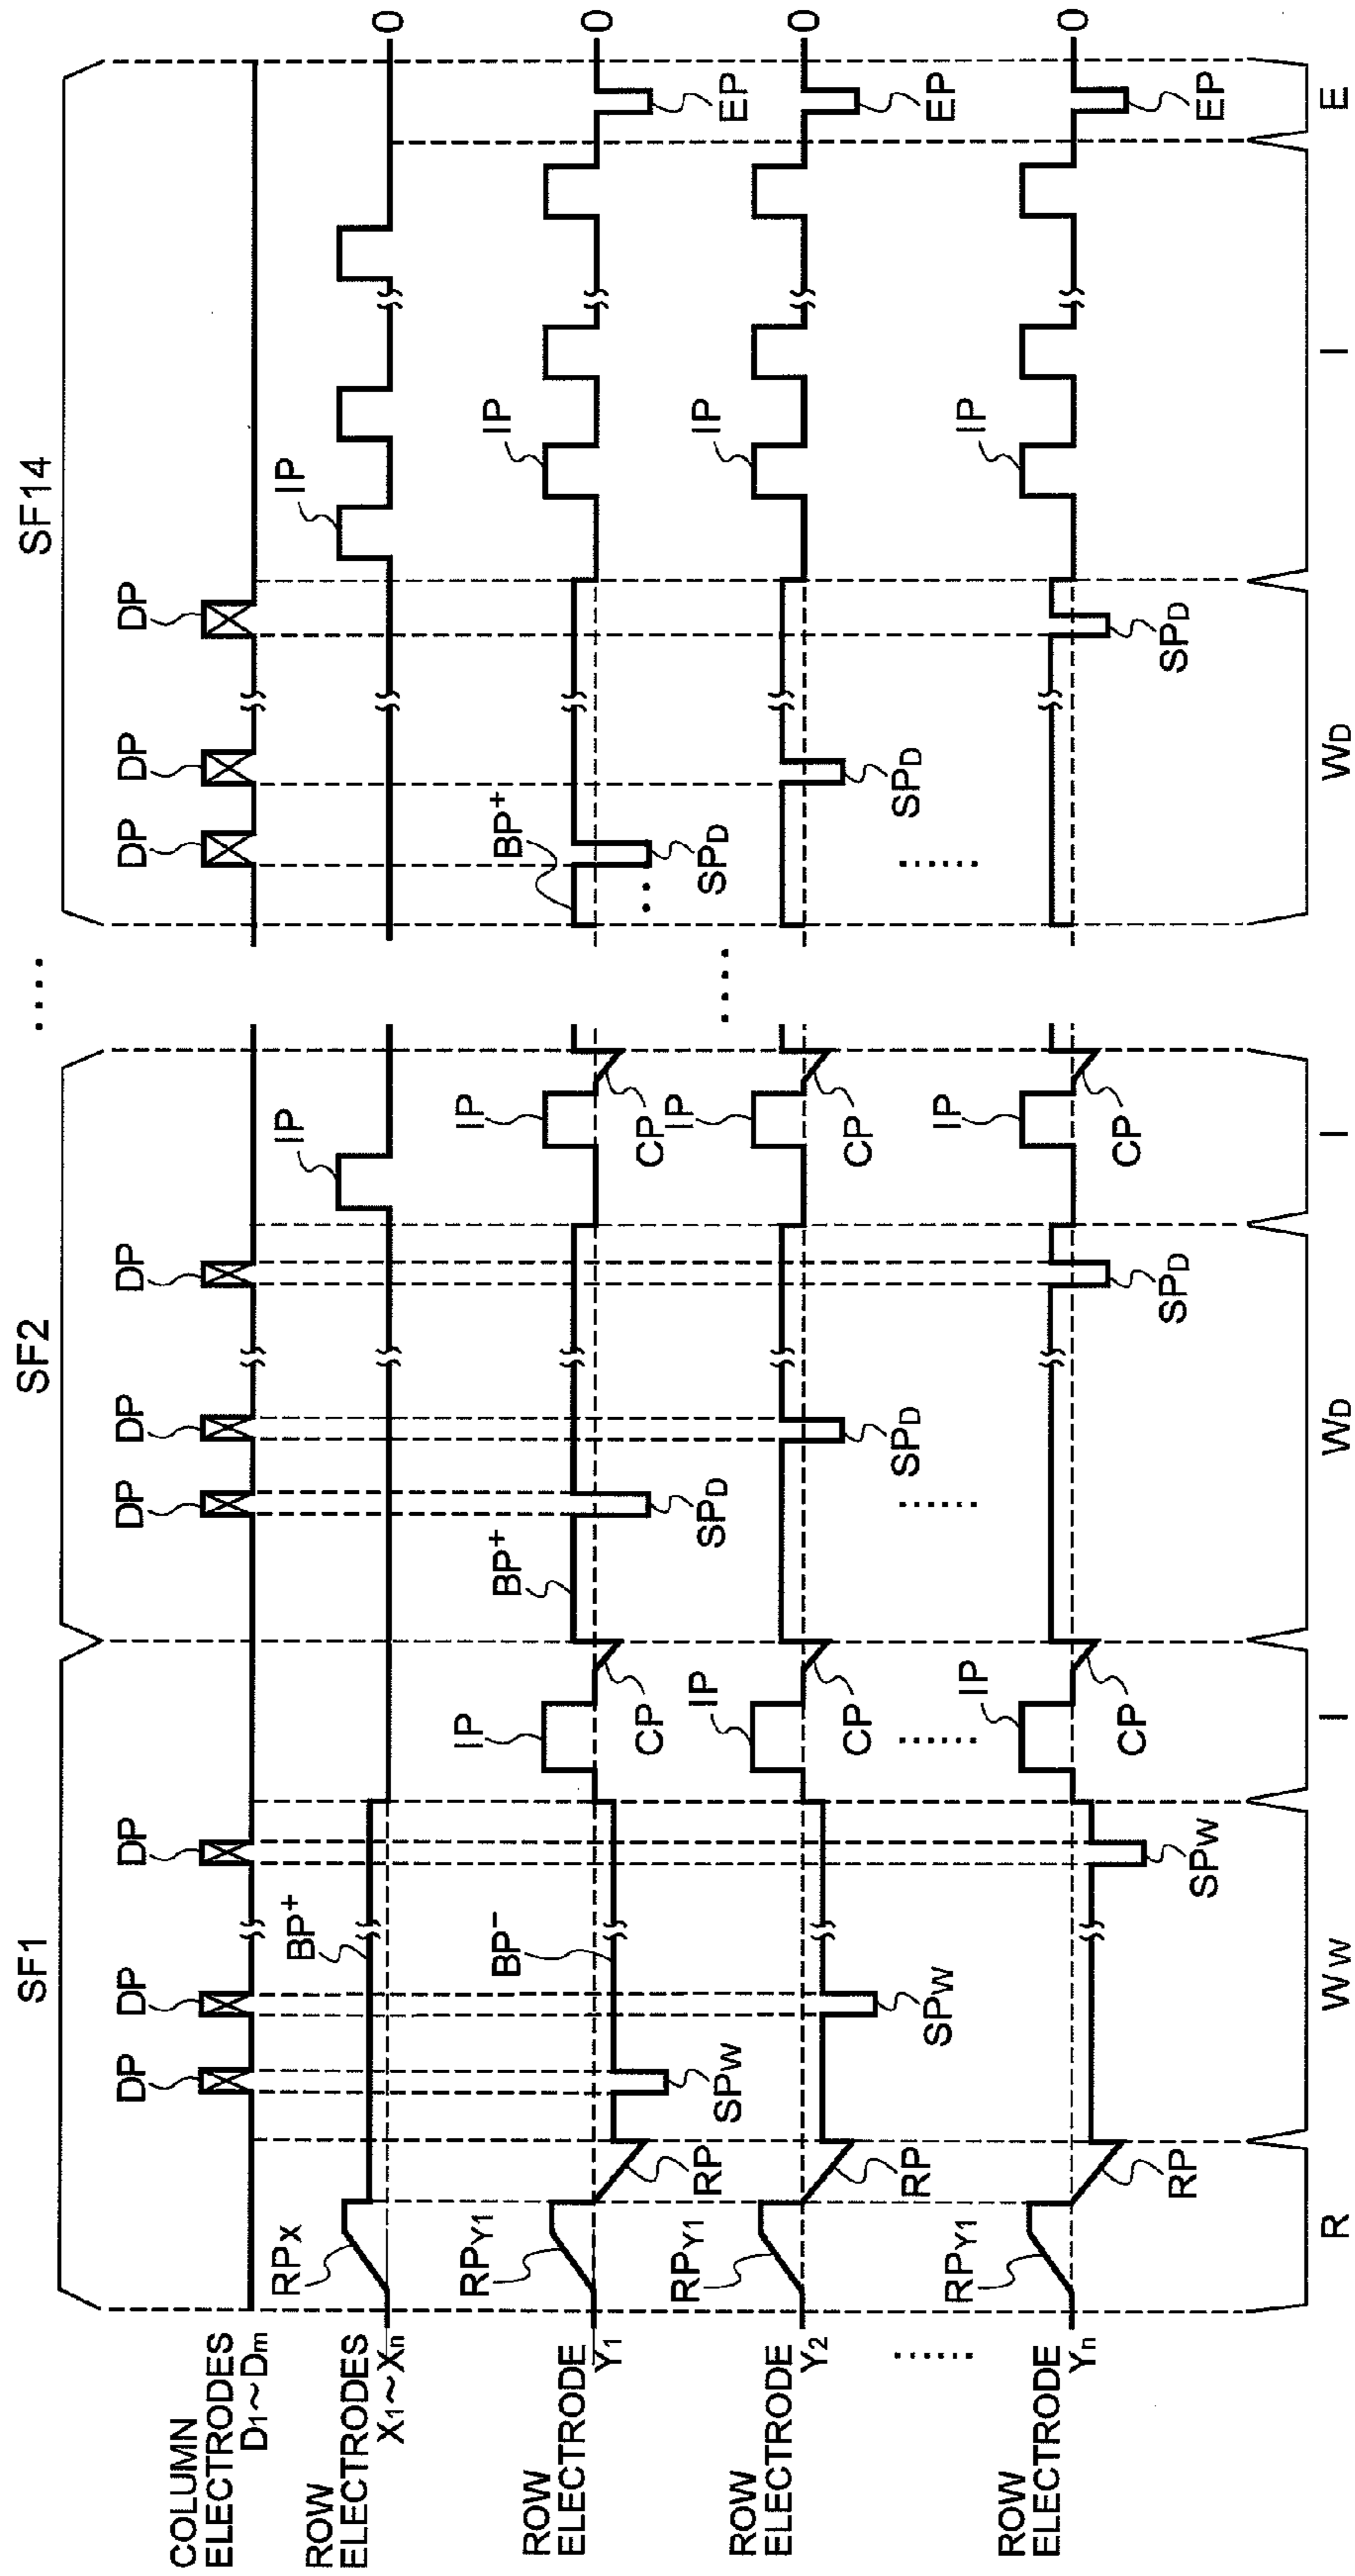 SF1
SF2
....
SF14
DP
DP
DP
DP
DP
DP
DP
DP
DP
COLUMN
ELECTRODES
D1~Dm
ROW
ELECTRODES
X1~Xn
RPX
BP+
IP
IP
0
ROW
ELECTRODE
Y1
RPY1
RP
SPW
BP-
IP
CP
BP+
SPD
IP
CP
BP+
..
SPD
IP
EP
0
ROW
ELECTRODE
Y2
RPY1
RP
SPW
IP
CP
SPD
IP
CP
....
SPD
IP
EP
0
......
......
......
......
ROW
ELECTRODE
Yn
RPY1
RP
SPW
IP
CP
SPD
IP
CP
SPD
IP
EP
0
R
WW
I
WD
I
WD
I
E